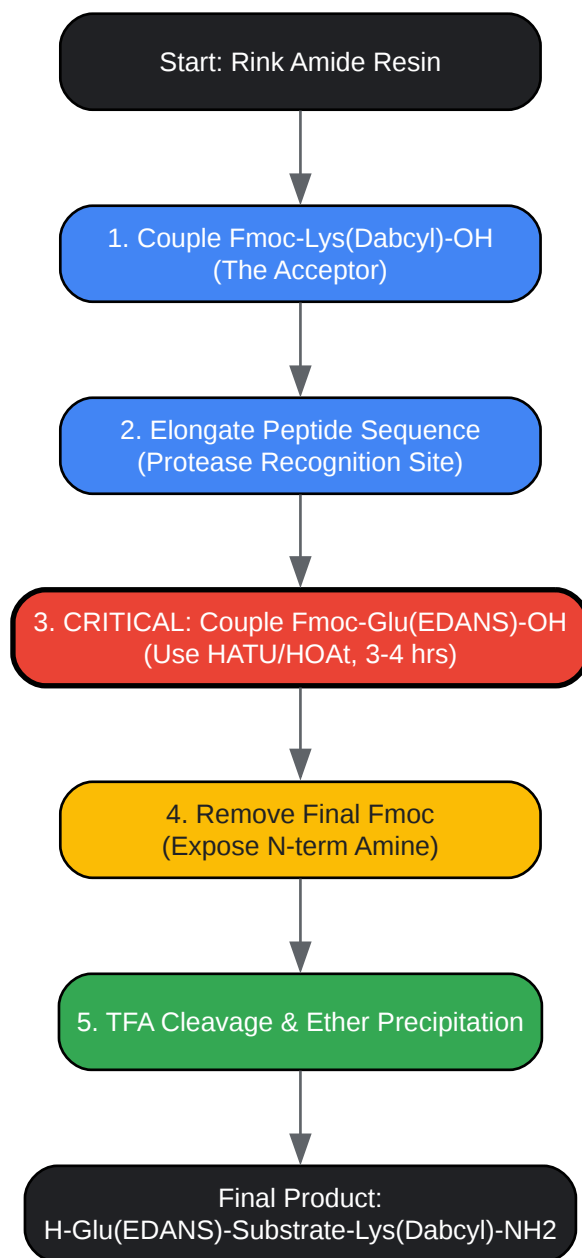 Start: Rink Amide Resin
1. Couple Fmoc-Lys(Dabcyl)-OH
(The Acceptor)
2. Elongate Peptide Sequence
(Protease Recognition Site)
3. CRITICAL: Couple Fmoc-Glu(EDANS)-OH
(Use HATU/HOAt, 3-4 hrs)
4. Remove Final Fmoc
(Expose N-term Amine)
5. TFA Cleavage & Ether Precipitation
Final Product:
H-Glu(EDANS)-Substrate-Lys(Dabcyl)-NH2